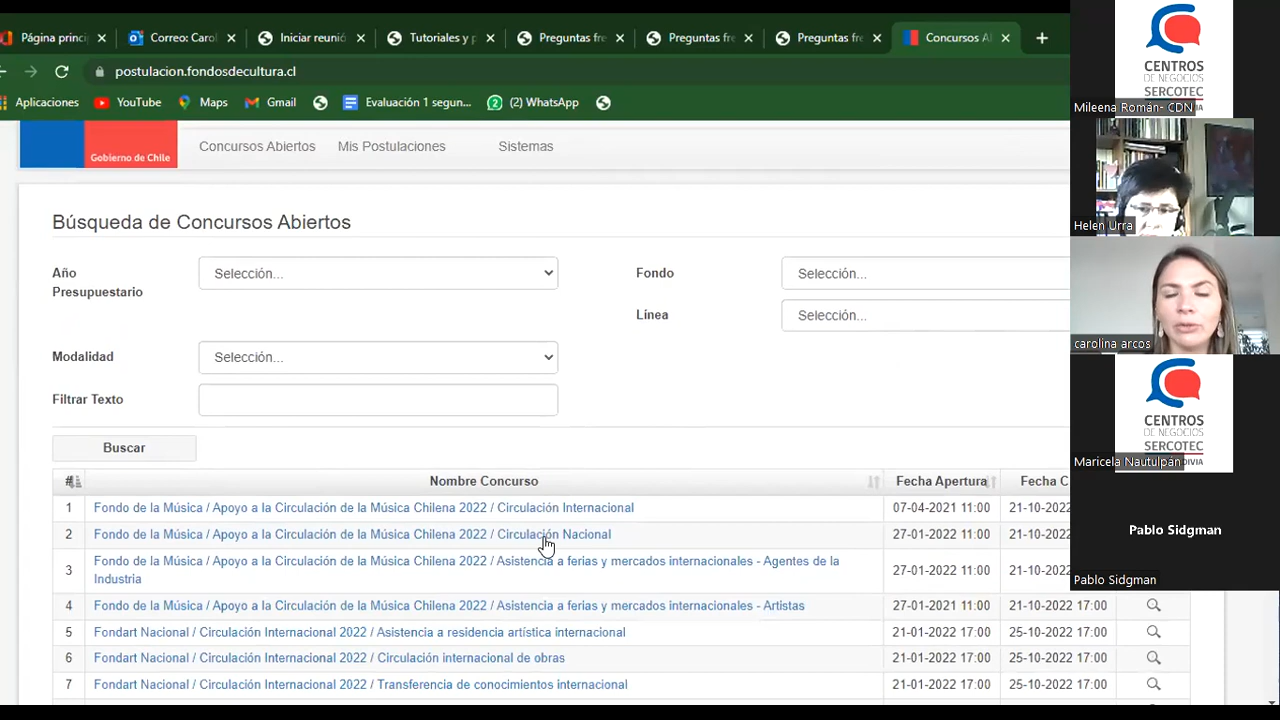 Página princi
Correo: Carol
Iniciar reunió
Tutoriales y p
Preguntas fre
Preguntas fre
Preguntas fre
Concursos A
postulacion.fondosdecultura.cl
Aplicaciones
YouTube
Maps
Gmail
Evaluación 1 segun...
(2) WhatsApp
Gobierno de Chile
Concursos Abiertos
Mis Postulaciones
Sistemas
Búsqueda de Concursos Abiertos
Año Presupuestario
Selección...
Fondo
Selección...
Línea
Selección...
Modalidad
Selección...
Filtrar Texto
Buscar
# Nombre Concurso Fecha Apertura Fecha C
1 Fondo de la Música / Apoyo a la Circulación de la Música Chilena 2022 / Circulación Internacional 07-04-2021 11:00 21-10-2022
2 Fondo de la Música / Apoyo a la Circulación de la Música Chilena 2022 / Circulación Nacional 27-01-2022 11:00 21-10-2022
3 Fondo de la Música / Apoyo a la Circulación de la Música Chilena 2022 / Asistencia a ferias y mercados internacionales - Agentes de la
Industria 27-01-2022 11:00 21-10-2022
4 Fondo de la Música / Apoyo a la Circulación de la Música Chilena 2022 / Asistencia a ferias y mercados internacionales - Artistas 27-01-2021 11:00 21-10-2022 17:00
5 Fondart Nacional / Circulación Internacional 2022 / Asistencia a residencia artística internacional 21-01-2022 17:00 25-10-2022 17:00
6 Fondart Nacional / Circulación Internacional 2022 / Circulación internacional de obras 21-01-2022 17:00 25-10-2022 17:00
7 Fondart Nacional / Circulación Internacional 2022 / Transferencia de conocimientos internacional 21-01-2022 17:00 25-10-2022 17:00
CENTROS
DE NEGOCIOS
SERCOTEC
Mileena Román- CDN
Helen Urra
carolina arcos
CENTROS
DE NEGOCIOS
SERCOTEC
Maricela Nautulpán
Pablo Sidgman
Pablo Sidgman